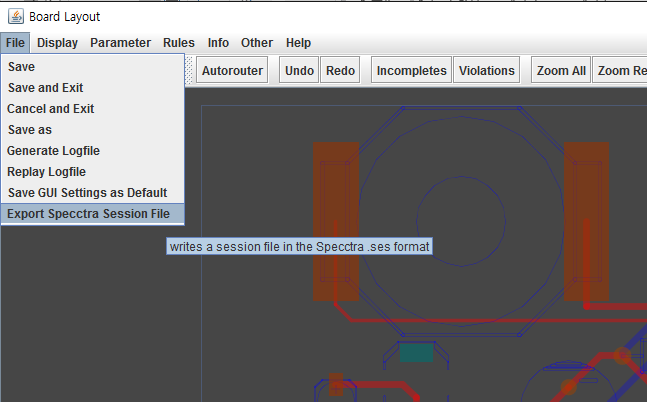 Board Layout
File Display Parameter Rules Info Other Help
Autorouter Undo Redo Incompletes Violations Zoom All Zoom Re
Save
Save and Exit
Cancel and Exit
Save as
Generate Logfile
Replay Logfile
Save GUI Settings as Default
Export Specctra Session File
writes a session file in the Specctra .ses format